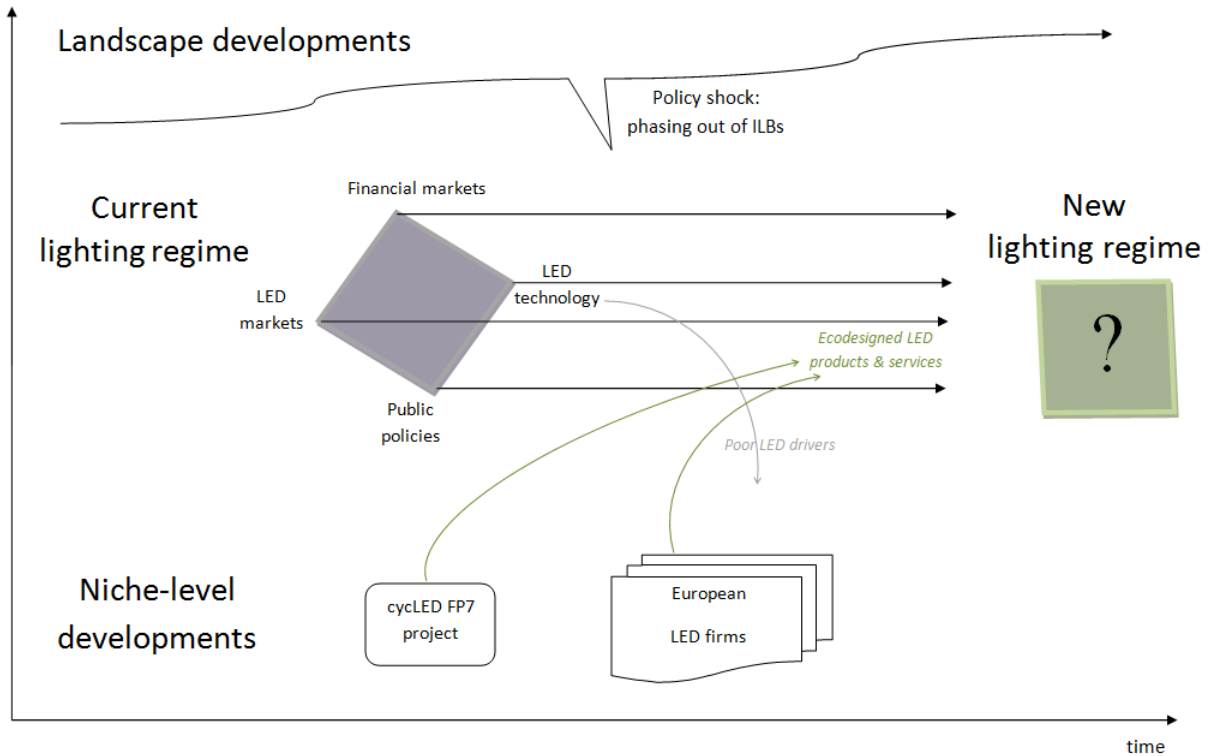 Landscape developments
Policy shock:
phasing out of ILBs
Financial markets
Current
lighting regime
New
lighting regime
LED
technology
LED
markets
?
Ecodesigned LED
products & services
Public
policies
Poor LED drivers
Niche-level
developments
cycLED FP7
project
European
LED firms
time